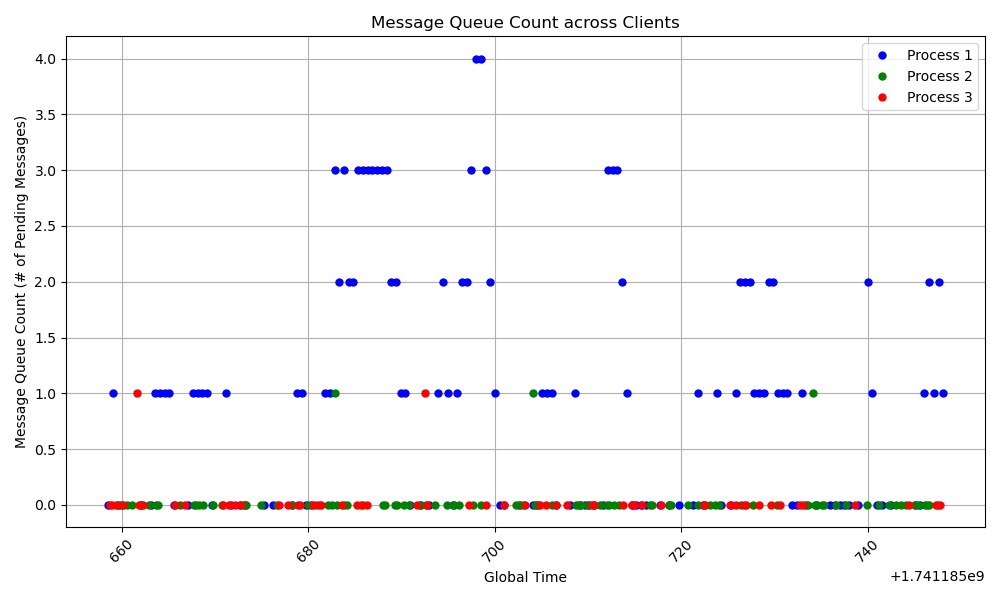 Message Queue Count across Clients
Process 1
Process 2
Process 3
Message Queue Count (# of Pending Messages)
4.0
3.5
3.0
2.5
2.0
1.5
1.0
0.5
0.0
660
680
700
720
740
Global Time
+1.741185e9